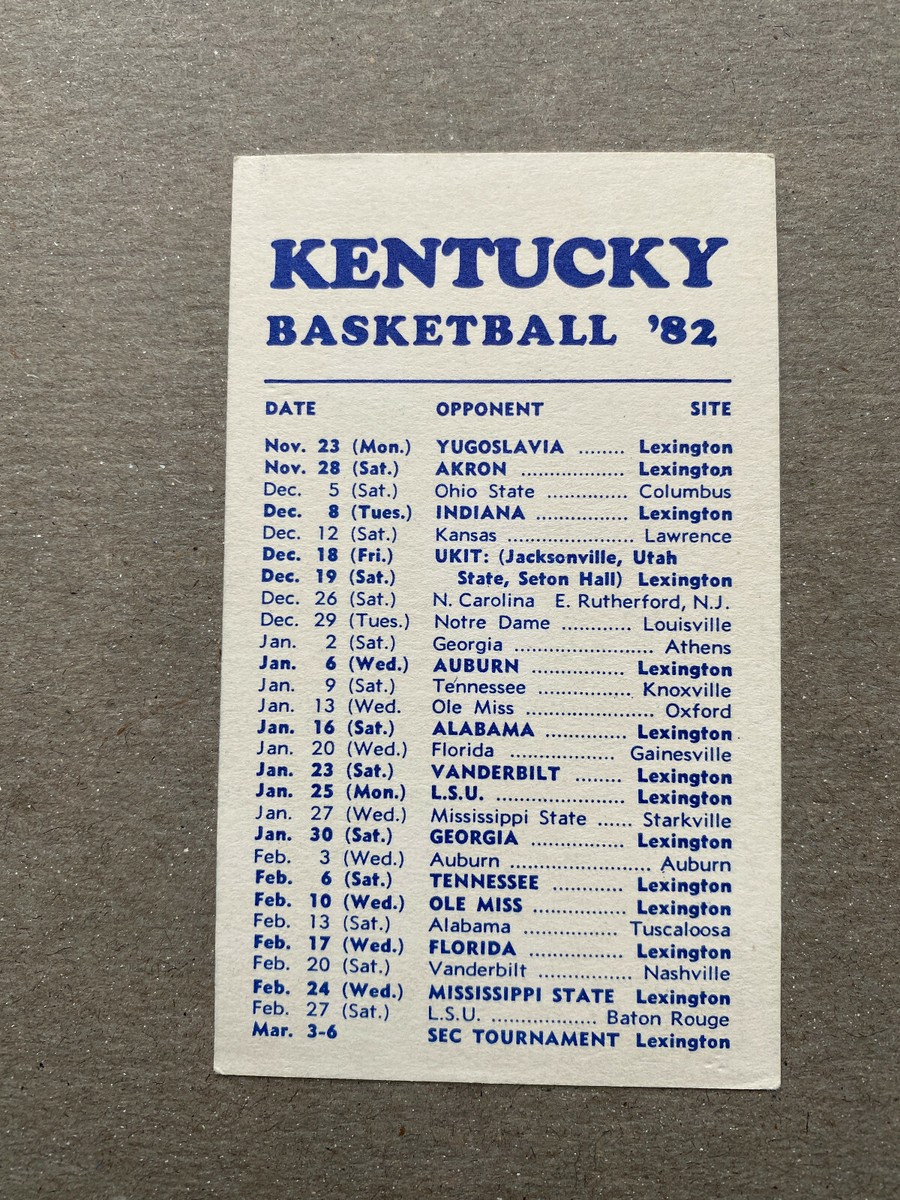 KENTUCKY
BASKETBALL '82
DATE OPPONENT SITE
Nov. 23 (Mon.) YUGOSLAVIA ........ Lexington
Nov. 28 (Sat.) AKRON .................. Lexington
Dec. 5 (Sat.) Ohio State .............. Columbus
Dec. 8 (Tues.) INDIANA ................ Lexington
Dec. 12 (Sat.) Kansas ...................... Lawrence
Dec. 18 (Fri.) UKIT: (Jacksonville, Utah
Dec. 19 (Sat.) State, Seton Hall) Lexington
Dec. 26 (Sat.) N. Carolina E. Rutherford, N.J.
Dec. 29 (Tues.) Notre Dame ............ Louisville
Jan. 2 (Sat.) Georgia ........................ Athens
Jan. 6 (Wed.) AUBURN ................ Lexington
Jan. 9 (Sat.) Tennessee ................ Knoxville
Jan. 13 (Wed. Ole Miss ...................... Oxford
Jan. 16 (Sat.) ALABAMA .............. Lexington
Jan. 20 (Wed.) Florida .................. Gainesville
Jan. 23 (Sat.) VANDERBILT ........ Lexington
Jan. 25 (Mon.) L.S.U. ...................... Lexington
Jan. 27 (Wed.) Mississippi State ...... Starkville
Jan. 30 (Sat.) GEORGIA ................ Lexington
Feb. 3 (Wed.) Auburn ........................ Auburn
Feb. 6 (Sat.) TENNESSEE ............ Lexington
Feb. 10 (Wed.) OLE MISS ................ Lexington
Feb. 13 (Sat.) Alabama ................ Tuscaloosa
Feb. 17 (Wed.) FLORIDA ................ Lexington
Feb. 20 (Sat.) Vanderbilt ................ Nashville
Feb. 24 (Wed.) MISSISSIPPI STATE Lexington
Feb. 27 (Sat.) L.S.U. .................. Baton Rouge
Mar. 3-6 SEC TOURNAMENT Lexington